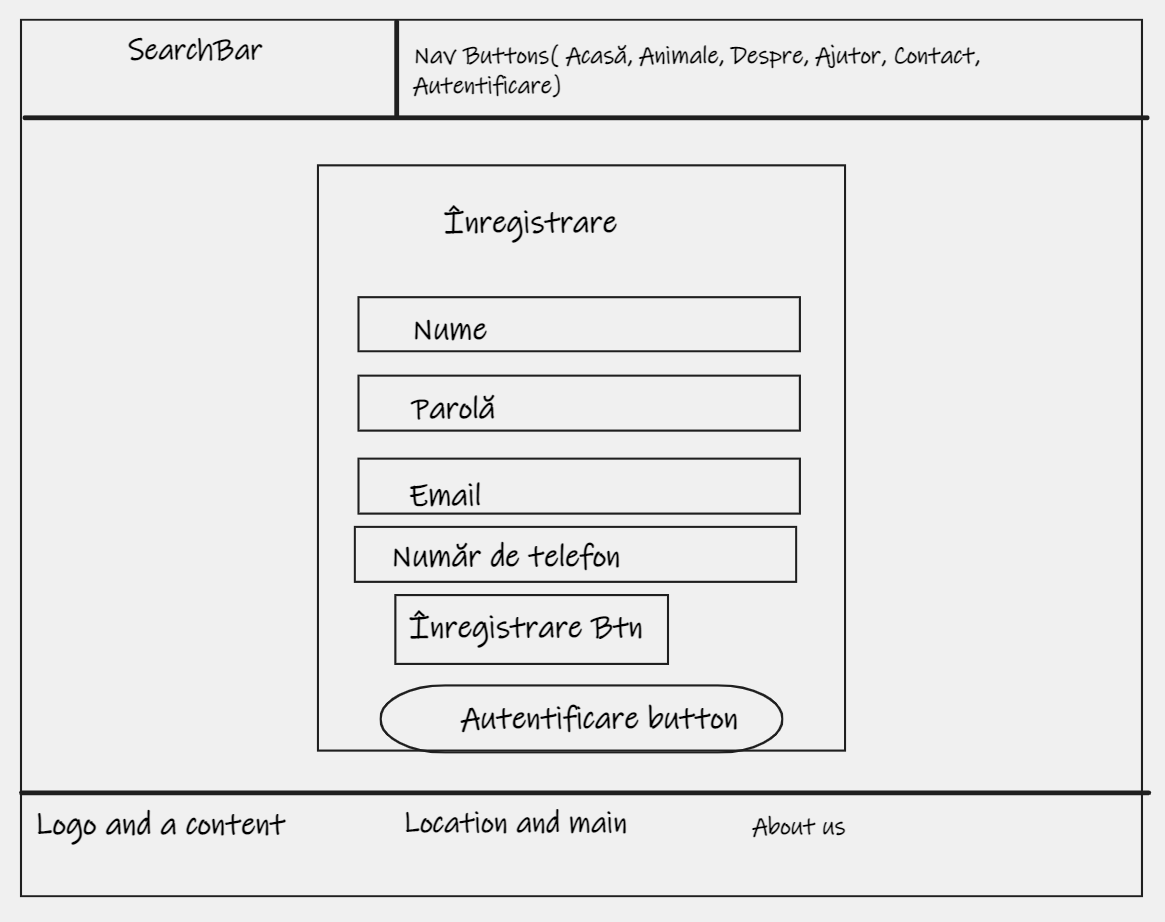 SearchBar
Nav Buttons( Acasă, Animale, Despre, Ajutor, Contact,
Autentificare)
Înregistrare
Nume
Parolă
Email
Număr de telefon
Înregistrare Btn
Autentificare button
Logo and a content
Location and main
About us